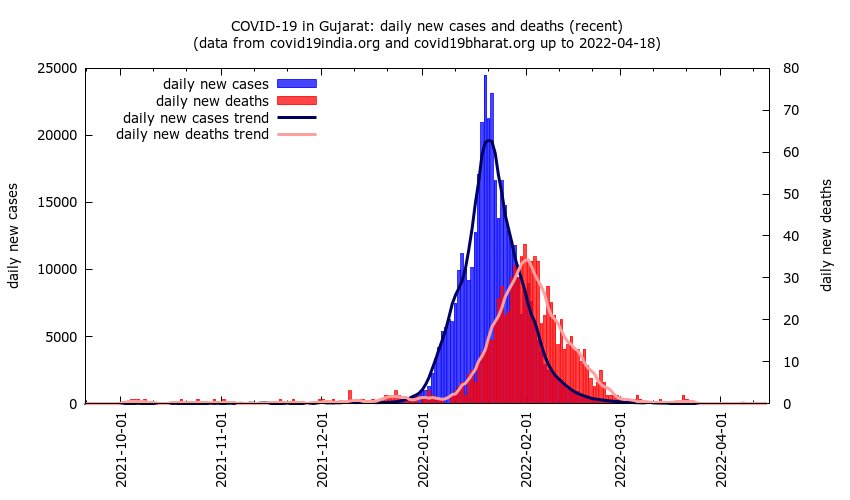 COVID-19 in Gujarat: daily new cases and deaths (recent)
(data from covid19india.org and covid19bharat.org up to 2022-04-18)
daily new cases
daily new deaths
daily new cases trend
daily new deaths trend
25000
20000
15000
10000
5000
0
daily new cases
80
70
60
50
40
30
20
10
0
daily new deaths
2021-10-01
2021-11-01
2021-12-01
2022-01-01
2022-02-01
2022-03-01
2022-04-01